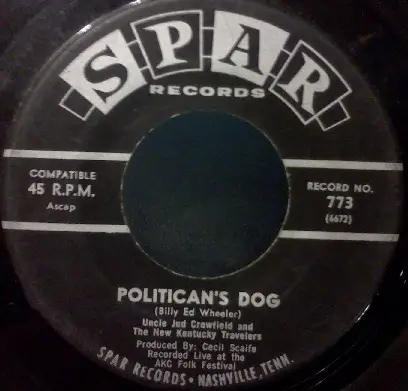 SPAR
RECORDS
COMPATIBLE
45 R.P.M.
Ascap
RECORD NO.
773
(6672)
POLITICAN'S DOG
(Billy Ed Wheeler)
Uncle Jud Crowfield and
The New Kentucky Travelers
Produced By: Cecil Scaife
Recorded Live at the
AKC Folk Festival
SPAR RECORDS • NASHVILLE, TENN.